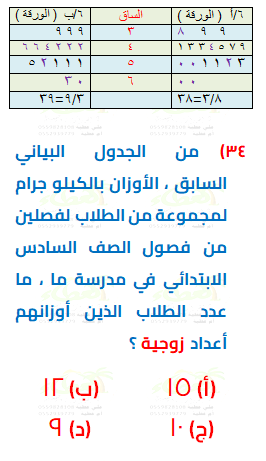 ٦/أ ( الورقة ) الساق ٦/ب ( الورقة )
٨ ٩ ٩ ٣ ٩ ٩ ٩
١ ٣ ٣ ٤ ٥ ٧ ٩ ٤ ٦ ٦ ٤ ٢ ٢ ٢
٠ ٠ ١ ١ ٢ ٣ ٥ ٥ ٢ ١ ١ ١
٠ ٠ ٦ ٣ ٠
٣٨=٣/٨ ٣٩=٩/٣
٣٤) من الجدول البياني
السابق ، الأوزان بالكيلو جرام
لمجموعة من الطلاب لفصلين
من فصول الصف السادس
الابتدائي في مدرسة ما ، ما
عدد الطلاب الذين أوزانهم
أعداد زوجية ؟
(أ) ١٥ (ب) ١٢
(ج) ١٠ (د) ٩